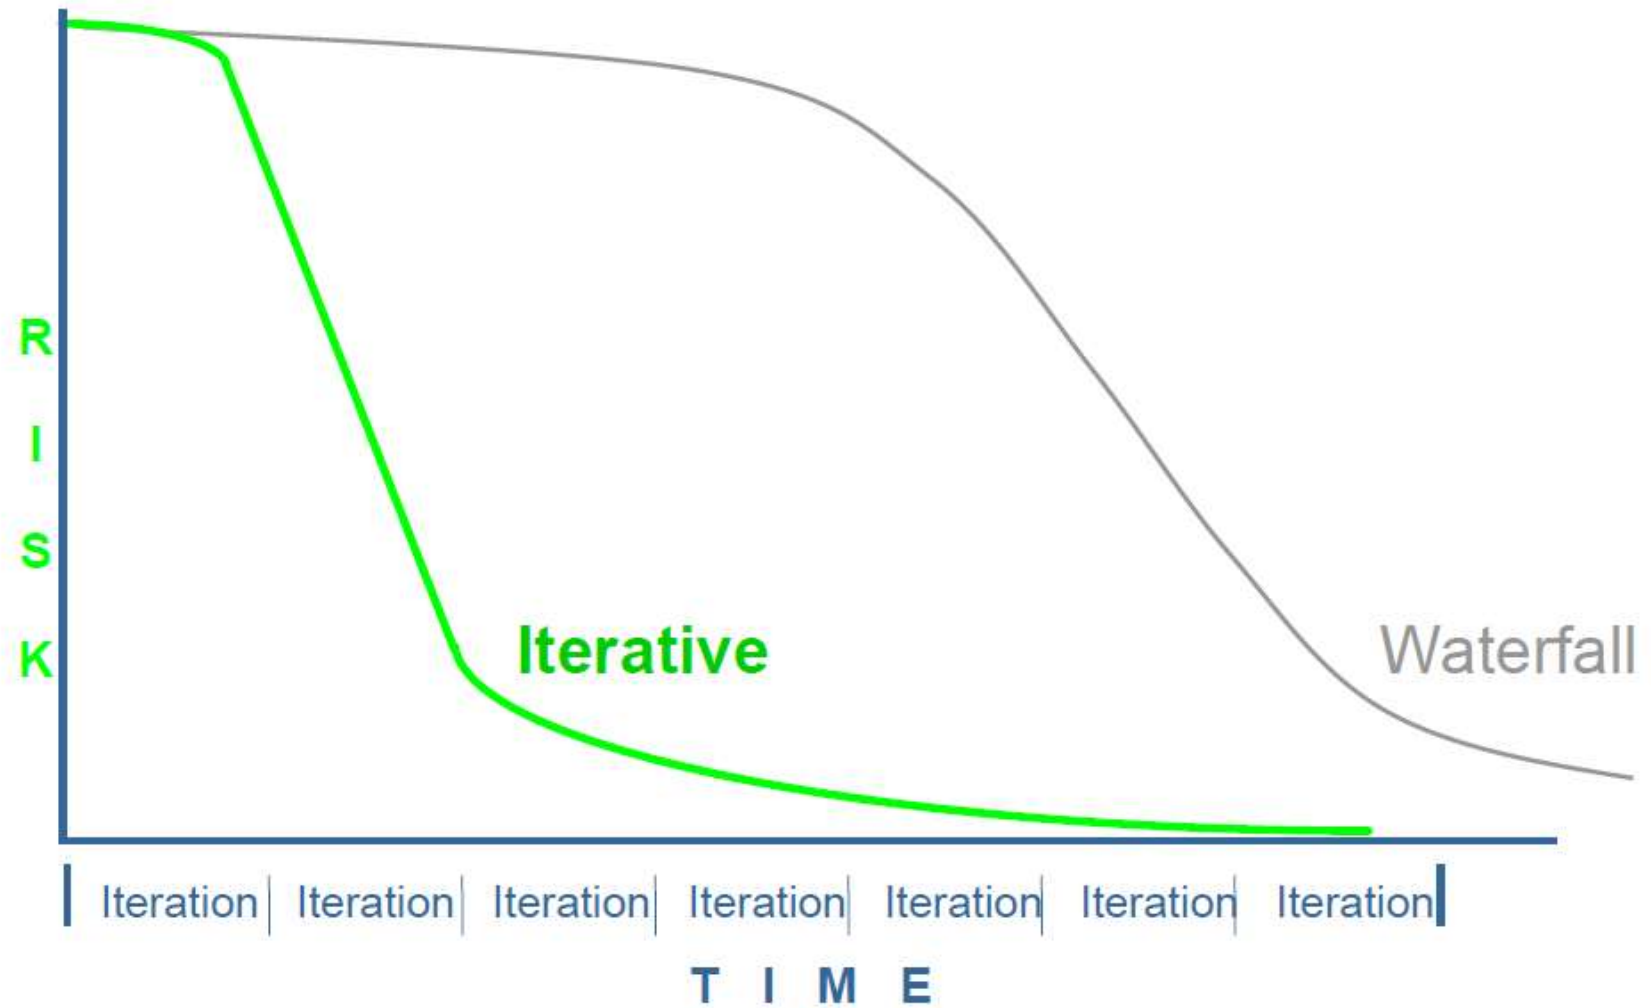 R
I
S
K
Iterative
Waterfall
Iteration Iteration Iteration Iteration Iteration Iteration Iteration
T I M E